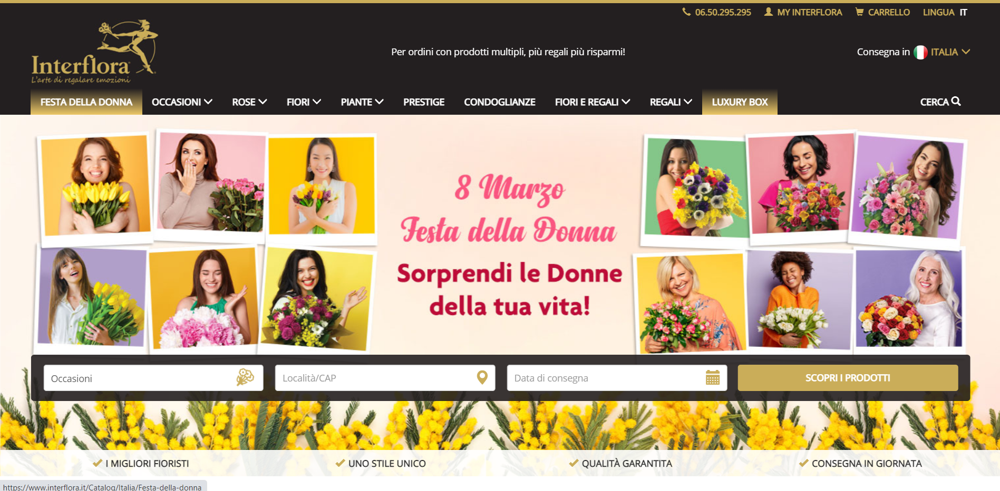 06.50.295.295 MY INTERFLORA CARRELLO LINGUA IT
Interflora
L'arte di regalare emozioni
Per ordini con prodotti multipli, più regali più risparmi!
Consegna in ITALIA
FESTA DELLA DONNA OCCASIONI ROSE FIORI PIANTE PRESTIGE CONDOGLIANZE FIORI E REGALI REGALI LUXURY BOX CERCA
8 Marzo
Festa della Donna
Sorprendi le Donne
della tua vita!
Occasioni Località/CAP Data di consegna SCOPRI I PRODOTTI
I MIGLIORI FIORISTI UNO STILE UNICO QUALITÀ GARANTITA CONSEGNA IN GIORNATA
https://www.interflora.it/Catalog/Italia/Festa-della-donna